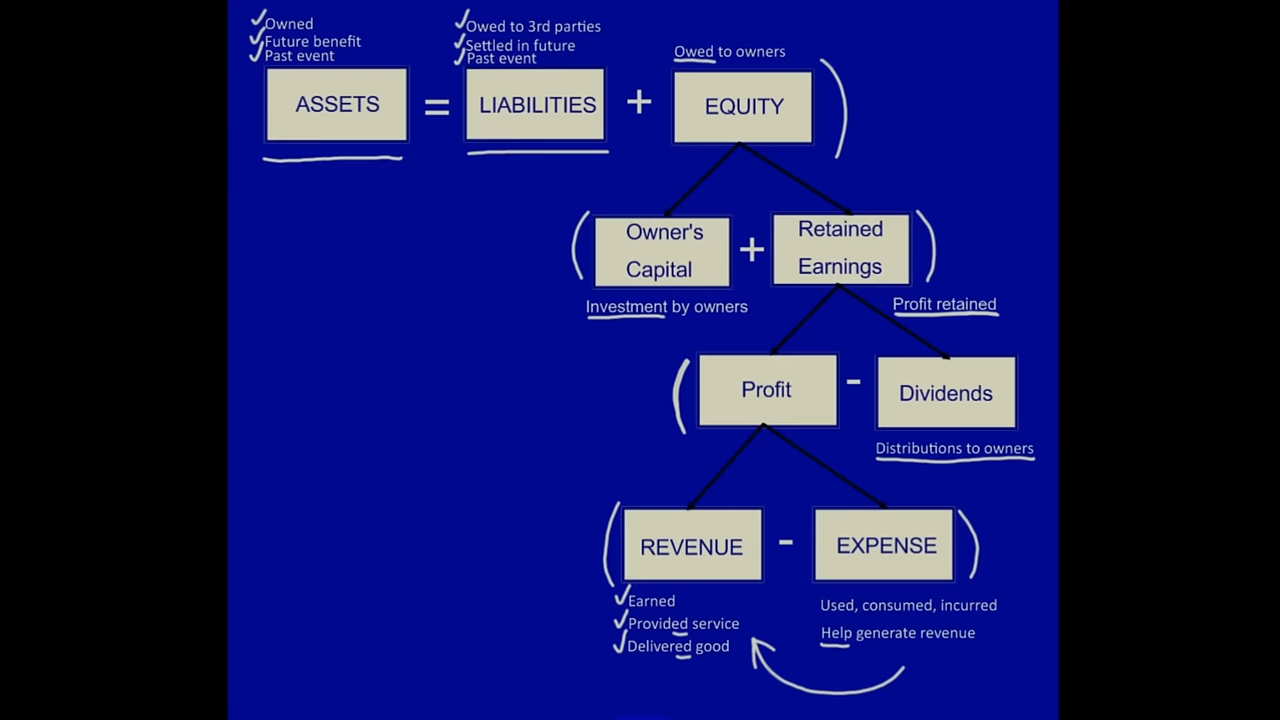 Owned
Future benefit
Past event
Owed to 3rd parties
Settled in future
Past event
Owed to owners
ASSETS = LIABILITIES + EQUITY
Owner's
Capital
+
Retained
Earnings
Investment by owners
Profit retained
Profit - Dividends
Distributions to owners
REVENUE - EXPENSE
Earned
Provided service
Delivered good
Used, consumed, incurred
Help generate revenue